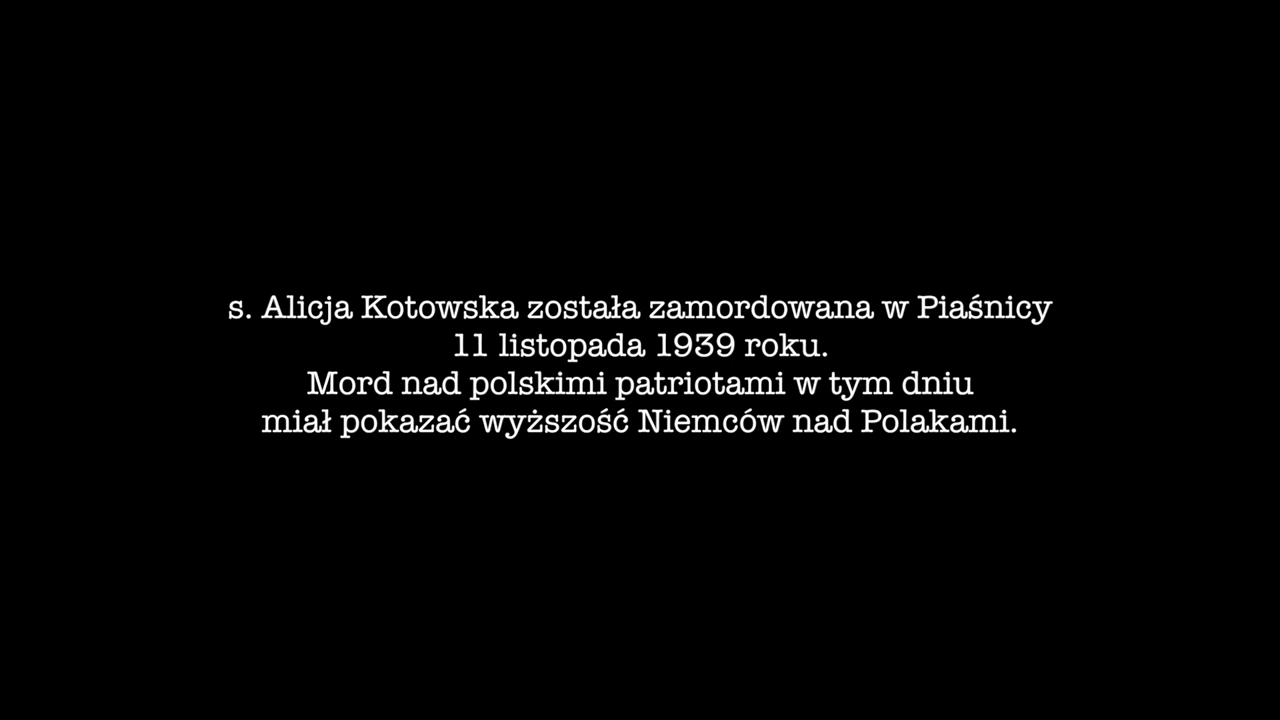 s. Alicja Kotowska została zamordowana w Piaśnicy
11 listopada 1939 roku.
Mord nad polskimi patriotami w tym dniu
miał pokazać wyższość Niemców nad Polakami.